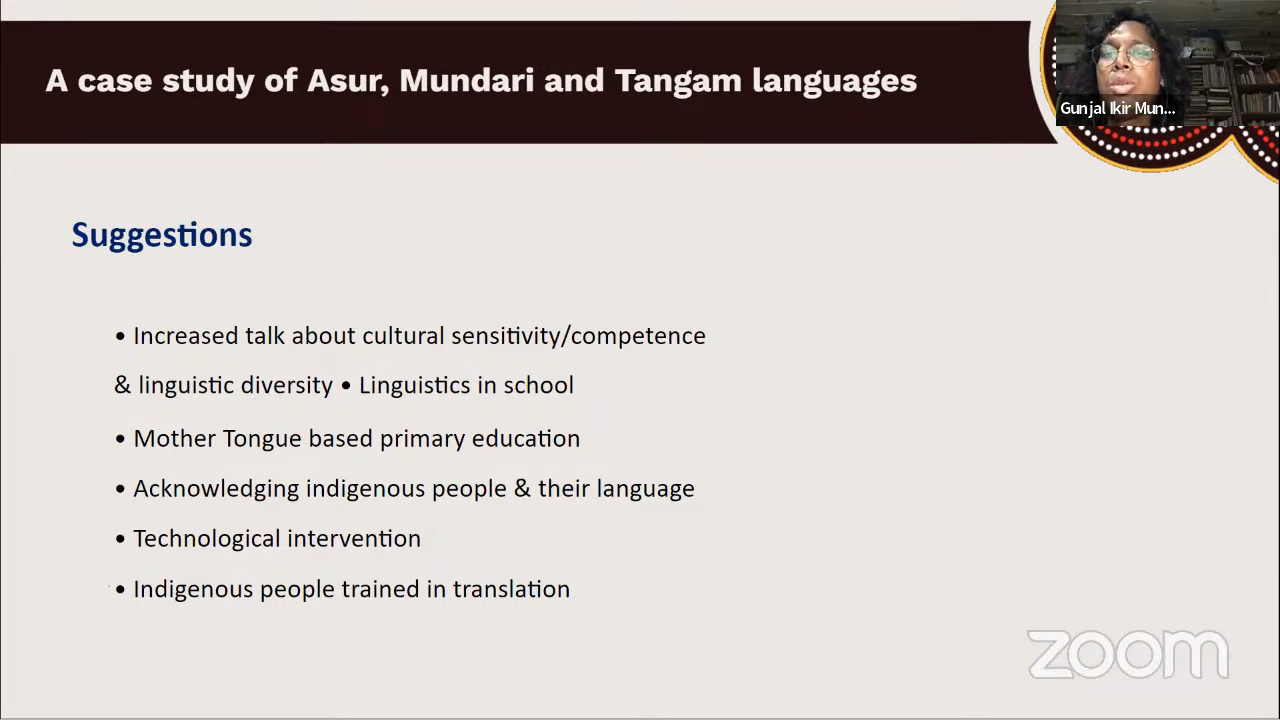 A case study of Asur, Mundari and Tangam languages
Gunjal Ikir Mun...
Suggestions
• Increased talk about cultural sensitivity/competence
& linguistic diversity • Linguistics in school
• Mother Tongue based primary education
• Acknowledging indigenous people & their language
• Technological intervention
• Indigenous people trained in translation
zoom